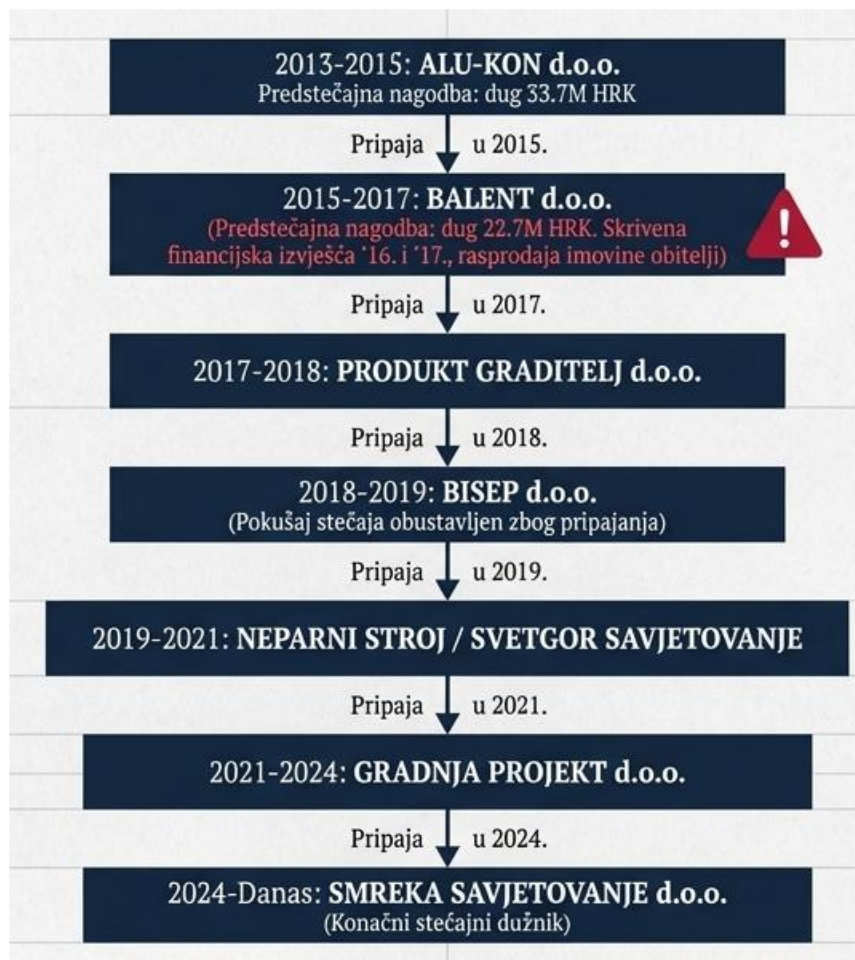 2013-2015: ALU-KON d.o.o.
Predstečajna nagodba: dug 33.7M HRK
Pripaja u 2015.
2015-2017: BALENT d.o.o.
(Predstečajna nagodba: dug 22.7M HRK. Skrivena
financijska izvješća '16. i '17., rasprodaja imovine obitelji)
!
Pripaja u 2017.
2017-2018: PRODUKT GRADITELJ d.o.o.
Pripaja u 2018.
2018-2019: BISEP d.o.o.
(Pokušaj stečaja obustavljen zbog pripajanja)
Pripaja u 2019.
2019-2021: NEPARNI STROJ / SVETGOR SAVJETOVANJE
Pripaja u 2021.
2021-2024: GRADNJA PROJEKT d.o.o.
Pripaja u 2024.
2024-Danas: SMREKA SAVJETOVANJE d.o.o.
(Konačni stećajni dužnik)